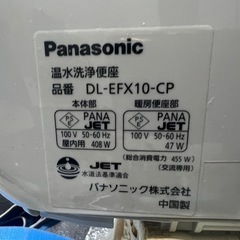 Panasonic
温水洗浄便座
品番 DL-EFX10-CP
本体部 暖房便座部
PS E PANA JET PS E PANA JET
100 V 50-60 Hz 100 V 50-60 Hz
屋内用 408 W 47 W
(総合消費電力 455 W)
(交流専用)
JET
水道法基準適合
パナソニック株式会社
中国製